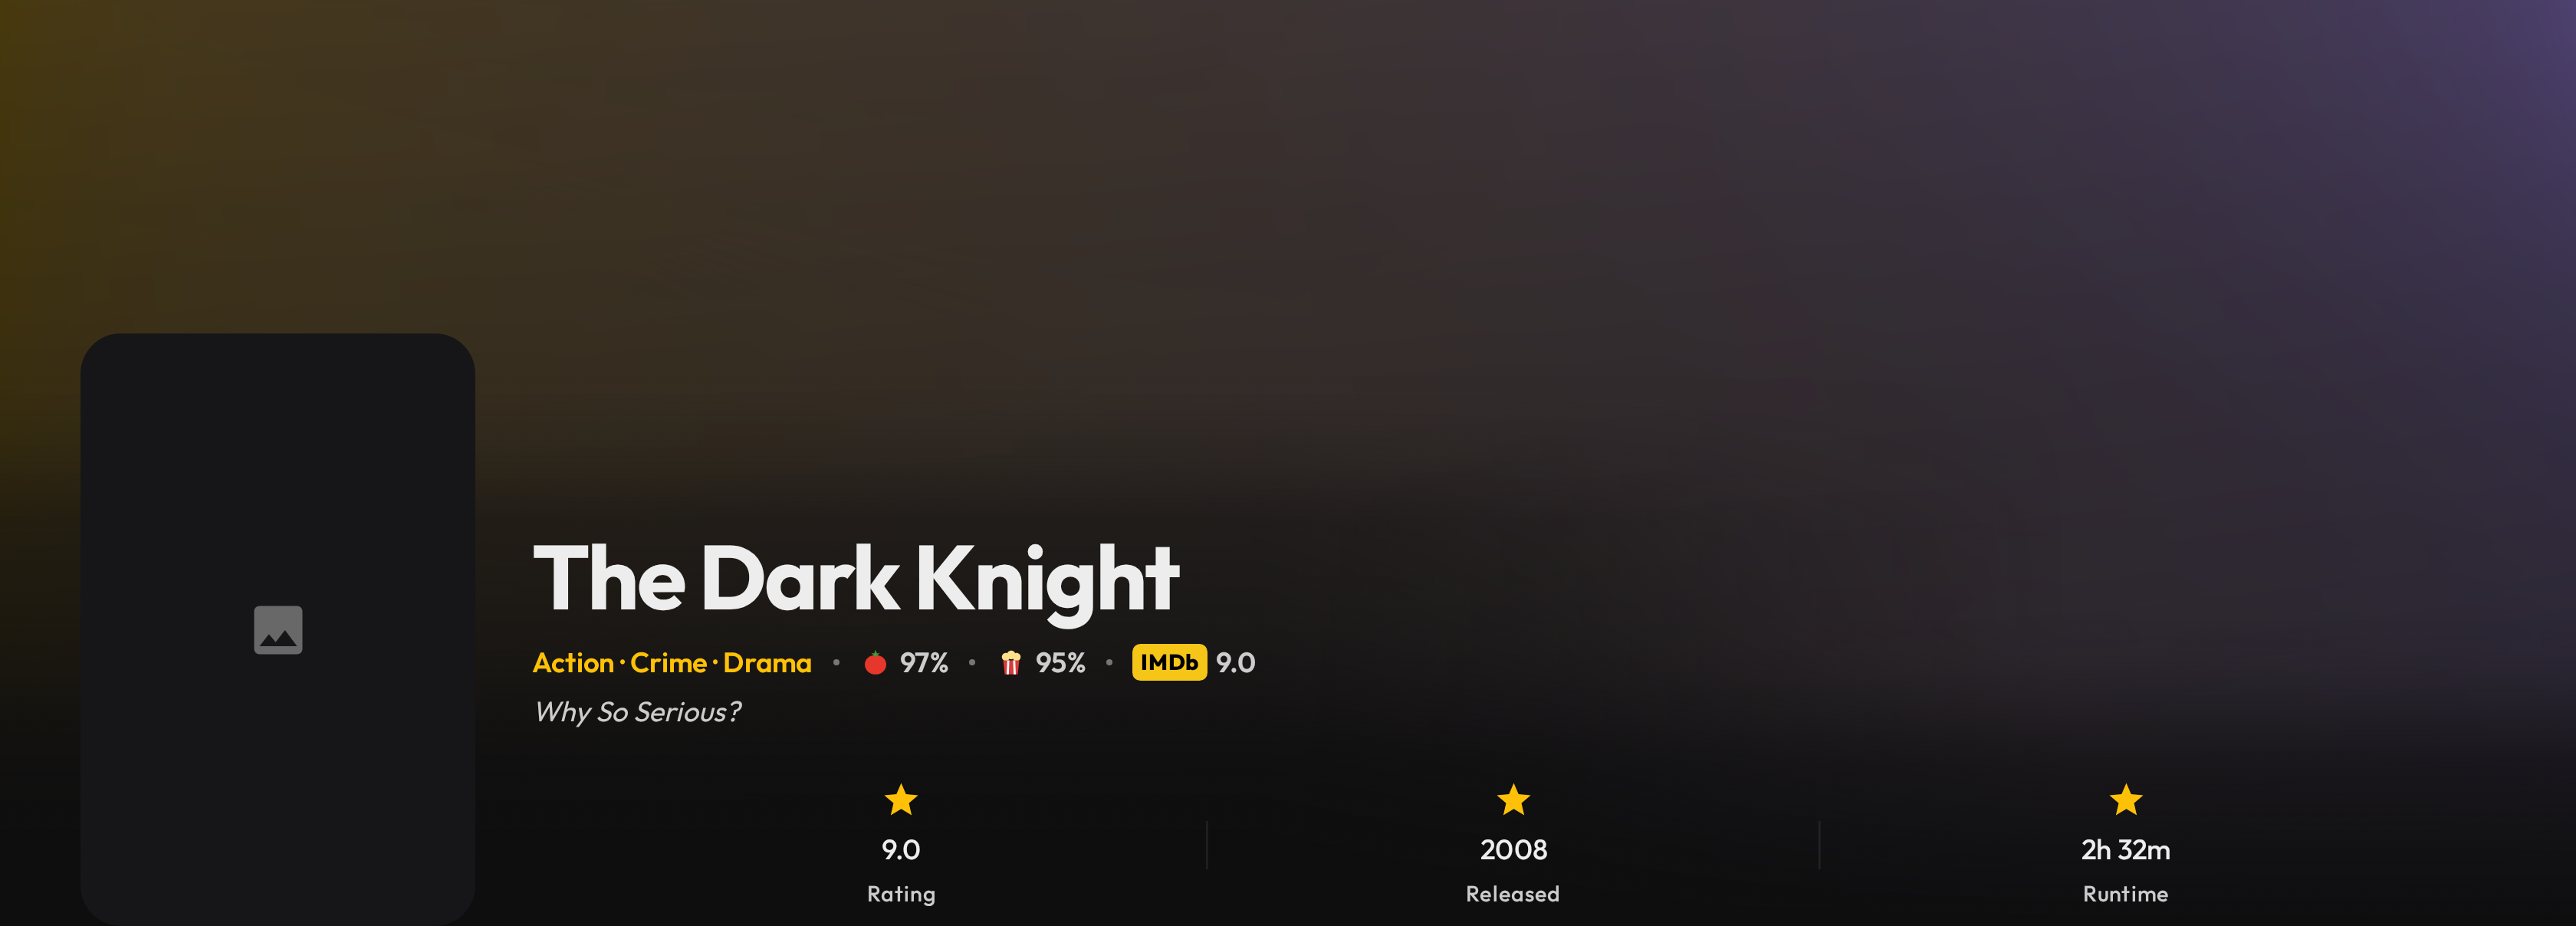 The Dark Knight
Action · Crime · Drama • 97% • 95% • IMDb 9.0
Why So Serious?
9.0 2008 2h 32m
Rating Released Runtime